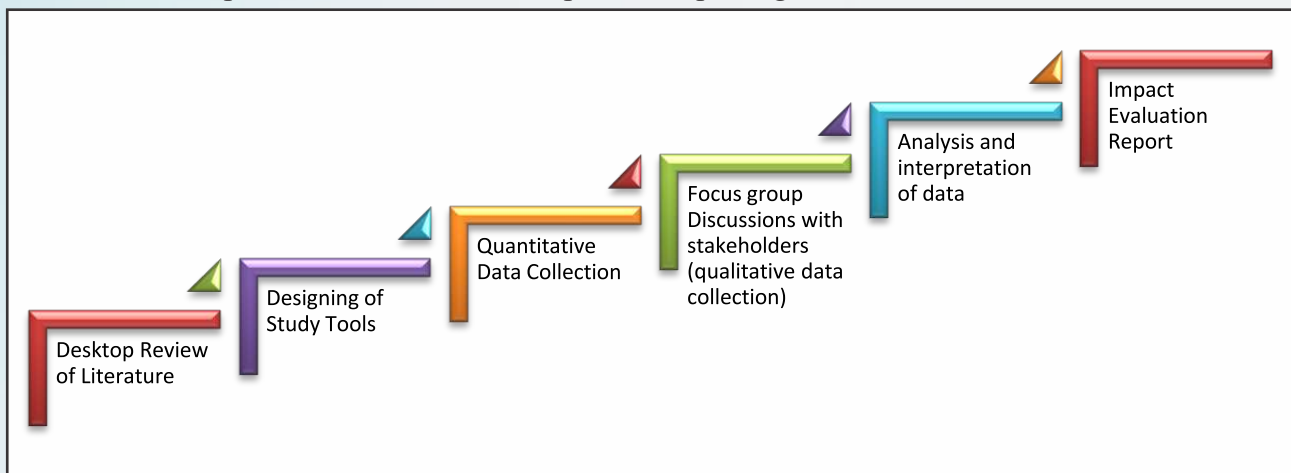 Desktop Review
of Literature
Designing of
Study Tools
Quantitative
Data Collection
Focus group
Discussions with
stakeholders
(qualitative data
collection)
Analysis and
interpretation
of data
Impact
Evaluation
Report